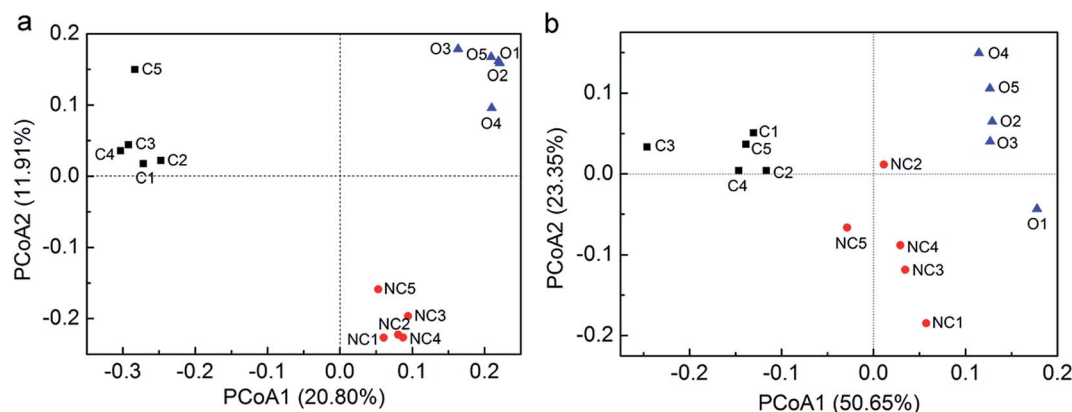 a
0.2
0.1
0.0
-0.1
-0.2
PCoA2 (11.91%)
C5
C3
C4
C2
C1
O3
O5
O1
O2
O4
NC5
NC3
NC2
NC1
NC4
-0.3
-0.2
-0.1
0.0
0.1
0.2
PCoA1 (20.80%)
b
0.1
0.0
-0.1
-0.2
PCoA2 (23.35%)
C3
C1
C5
C4
C2
O4
O5
O2
O3
O1
NC2
NC5
NC4
NC3
NC1
-0.3
-0.2
-0.1
0.0
0.1
0.2
PCoA1 (50.65%)